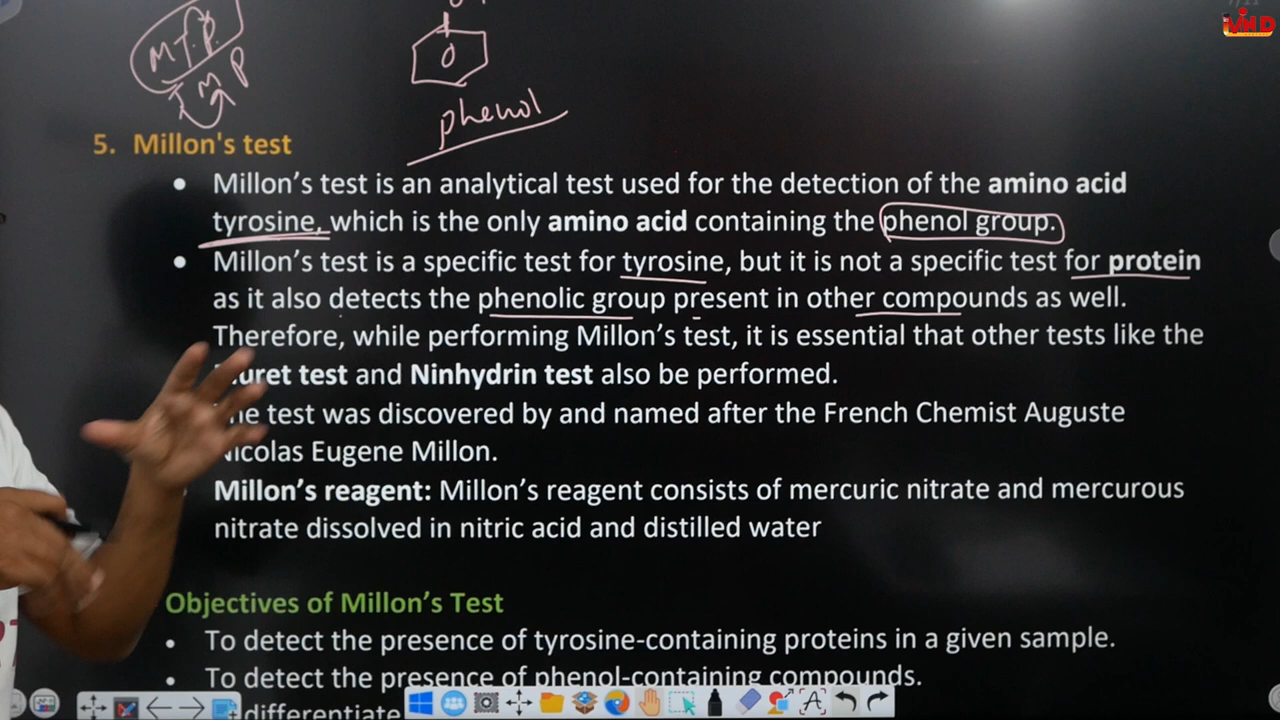 M.T.P.
M P
phenol
5. Millon's test
• Millon's test is an analytical test used for the detection of the amino acid
tyrosine, which is the only amino acid containing the phenol group.
• Millon's test is a specific test for tyrosine, but it is not a specific test for protein
as it also detects the phenolic group present in other compounds as well.
Therefore, while performing Millon's test, it is essential that other tests like the
test and Ninhydrin test also be performed.
test was discovered by and named after the French Chemist Auguste
Nicolas Eugene Millon.
Millon's reagent: Millon's reagent consists of mercuric nitrate and mercurous
nitrate dissolved in nitric acid and distilled water
Objectives of Millon's Test
• To detect the presence of tyrosine-containing proteins in a given sample.
• To detect the presence of phenol-containing compounds.
differentiate